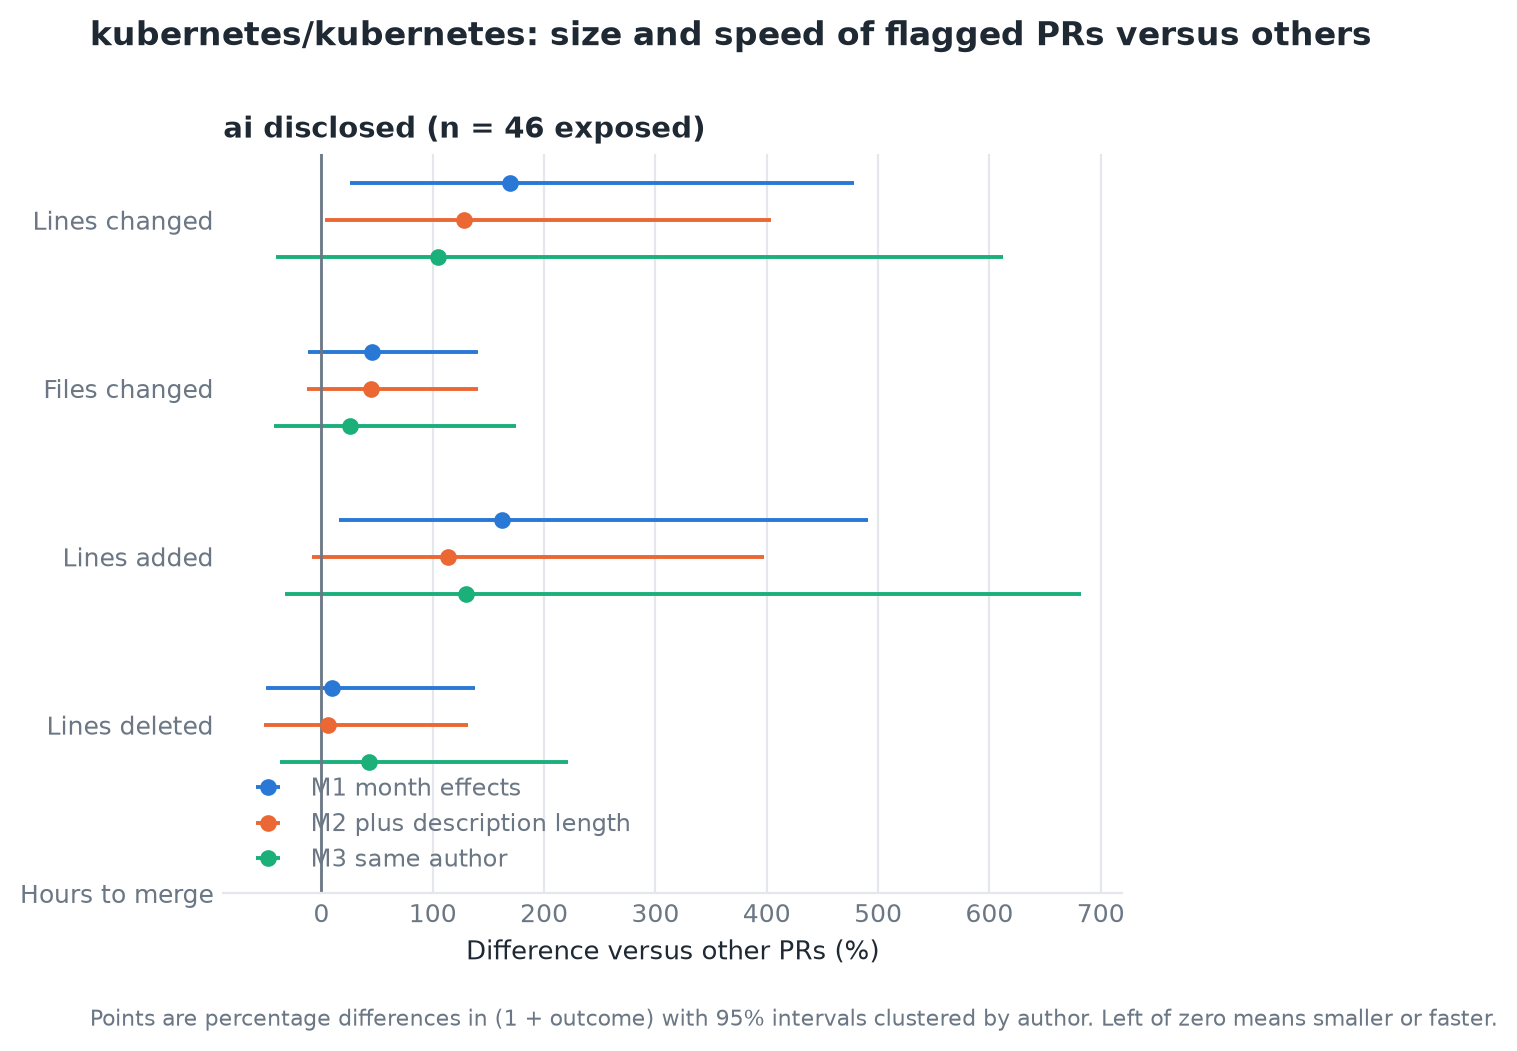 kubernetes/kubernetes: size and speed of flagged PRs versus others
ai disclosed (n = 46 exposed)
Lines changed
Files changed
Lines added
Lines deleted
M1 month effects
M2 plus description length
M3 same author
Hours to merge
0 100 200 300 400 500 600 700
Difference versus other PRs (%)
Points are percentage differences in (1 + outcome) with 95% intervals clustered by author. Left of zero means smaller or faster.